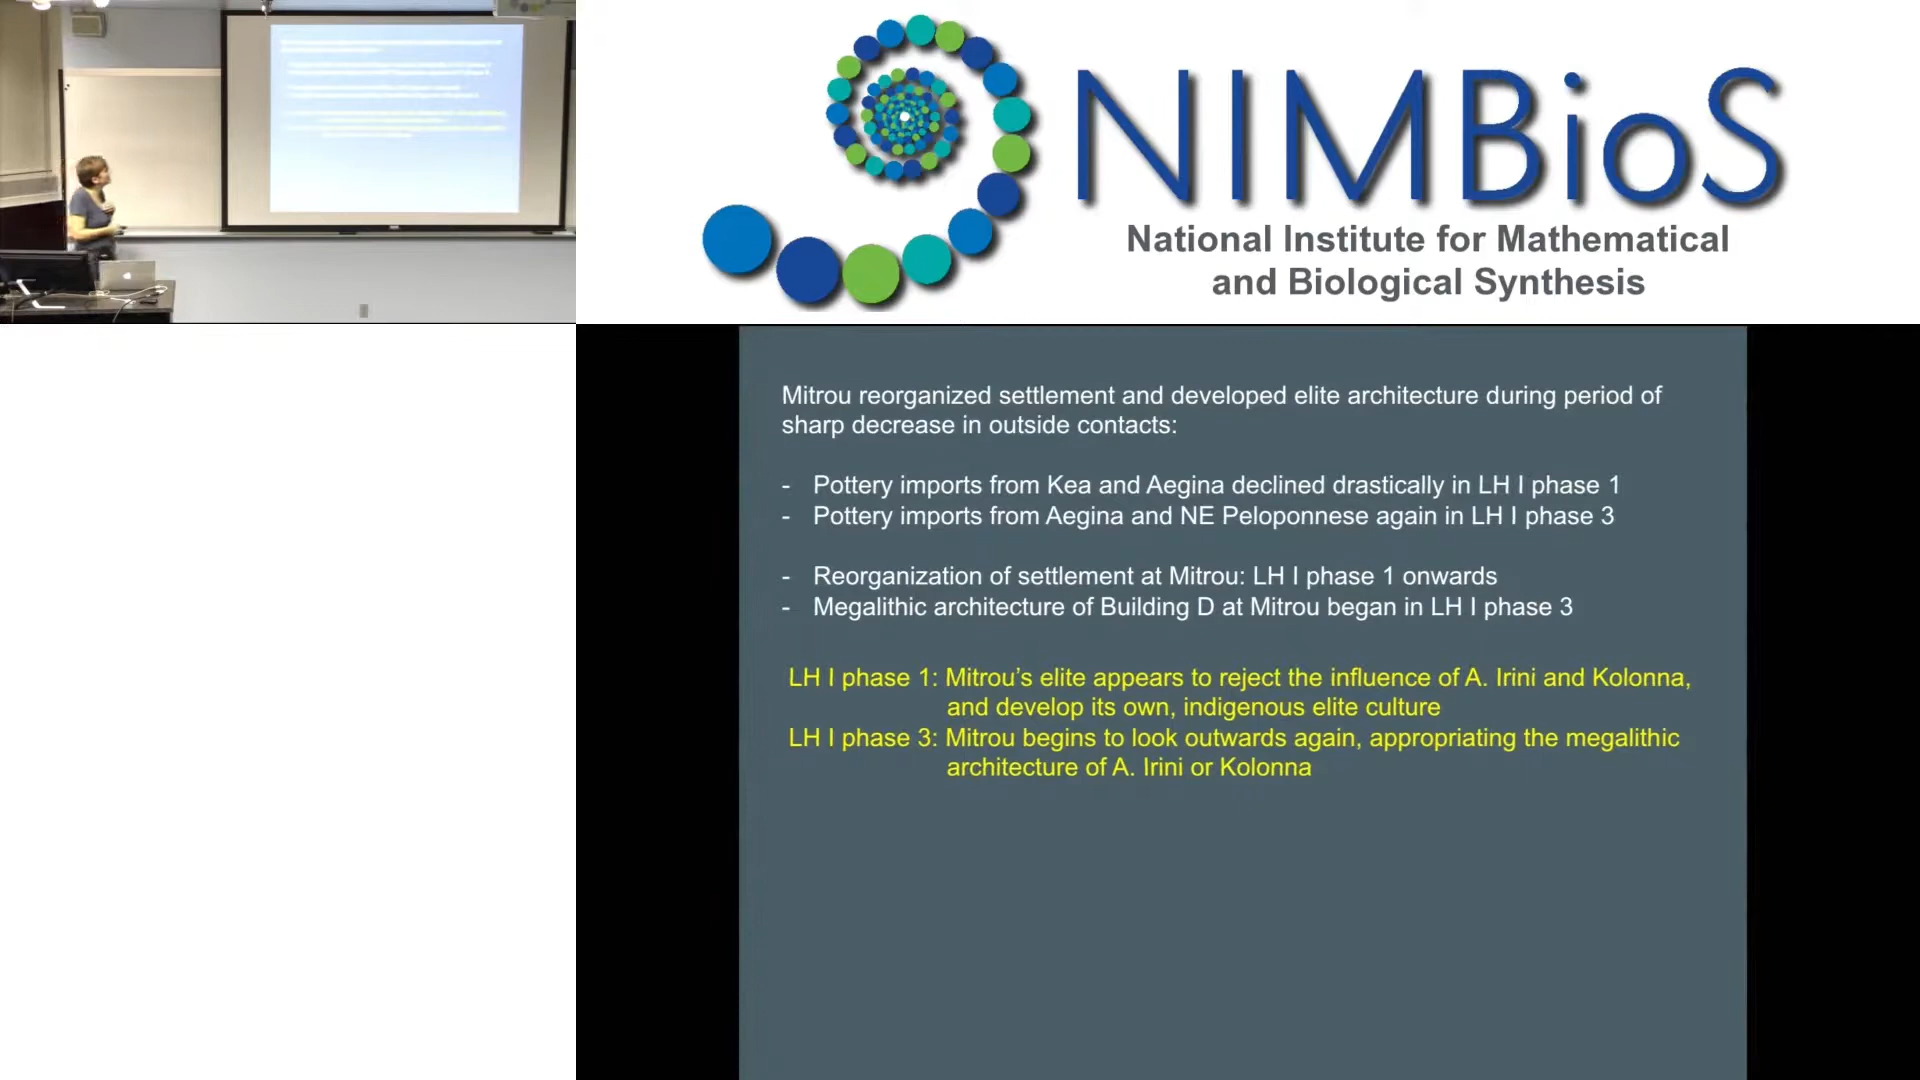 NIMBioS
National Institute for Mathematical
and Biological Synthesis
Mitrou reorganized settlement and developed elite architecture during period of
sharp decrease in outside contacts:
- Pottery imports from Kea and Aegina declined drastically in LH I phase 1
- Pottery imports from Aegina and NE Peloponnese again in LH I phase 3
- Reorganization of settlement at Mitrou: LH I phase 1 onwards
- Megalithic architecture of Building D at Mitrou began in LH I phase 3
LH I phase 1: Mitrou’s elite appears to reject the influence of A. Irini and Kolonna,
and develop its own, indigenous elite culture
LH I phase 3: Mitrou begins to look outwards again, appropriating the megalithic
architecture of A. Irini or Kolonna